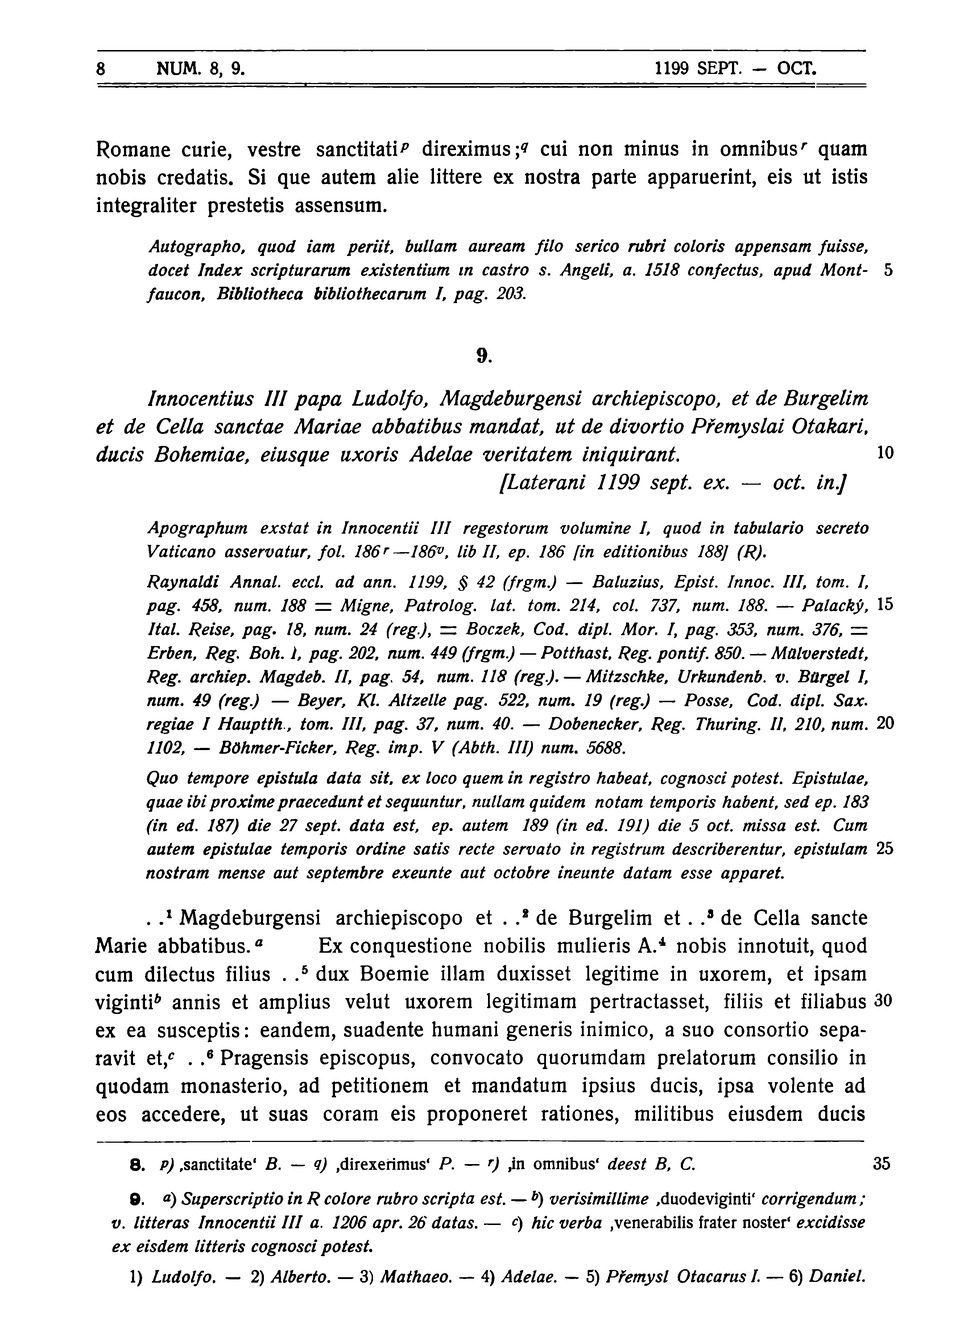 8 NUM. 8, 9. 1199 SEPT. — OCT.
Romane curie, vestre sanctitatiᵖ direximus;q cui non minus in omnibusʳ quam
nobis credatis. Si que autem alie littere ex nostra parte apparuerint, eis ut istis
integraliter prestetis assensum.
Autographo, quod iam periit, bullam auream filo serico rubri coloris appensam fuisse,
docet Index scripturarum existentium in castro s. Angeli, a. 1518 confectus, apud Mont- 5
faucon, Bibliotheca bibliothecarum I, pag. 203.
9.
Innocentius III papa Ludolfo, Magdeburgensi archiepiscopo, et de Burgelim
et de Cella sanctae Mariae abbatibus mandat, ut de divortio Přemyslai Otakari,
ducis Bohemiae, eiusque uxoris Adelae veritatem iniquirant. 10
[Laterani 1199 sept. ex. — oct. in.]
Apographum exstat in Innocentii III regestorum volumine I, quod in tabulario secreto
Vaticano asservatur, fol. 186ʳ—186ᵛ, lib II, ep. 186 [in editionibus 188] (R).
Raynaldi Annal. eccl. ad ann. 1199, § 42 (frgm.) — Baluzius, Epist. Innoc. III, tom. I,
pag. 458, num. 188 = Migne, Patrolog. lat. tom. 214, col. 737, num. 188. — Palacký, 15
Ital. Reise, pag. 18, num. 24 (reg.), = Boczek, Cod. dipl. Mor. I, pag. 353, num. 376, =
Erben, Reg. Boh. I, pag. 202, num. 449 (frgm.) — Potthast, Reg. pontif. 850. — Mülverstedt,
Reg. archiep. Magdeb. II, pag. 54, num. 118 (reg.). — Mitzschke, Urkundenb. v. Bürgel I,
num. 49 (reg.) — Beyer, Kl. Altzelle pag. 522, num. 19 (reg.) — Posse, Cod. dipl. Sax.
regiae I Hauptth., tom. III, pag. 37, num. 40. — Dobenecker, Reg. Thuring. II, 210, num. 20
1102, — Böhmer-Ficker, Reg. imp. V (Abth. III) num. 5688.
Quo tempore epistula data sit, ex loco quem in registro habeat, cognosci potest. Epistulae,
quae ibi proxime praecedunt et sequuntur, nullam quidem notam temporis habent, sed ep. 183
(in ed. 187) die 27 sept. data est, ep. autem 189 (in ed. 191) die 5 oct. missa est. Cum
autem epistulae temporis ordine satis recte servato in registrum describerentur, epistulam 25
nostram mense aut septembre exeunte aut octobre ineunte datam esse apparet.
. .¹ Magdeburgensi archiepiscopo et . .² de Burgelim et . .³ de Cella sancte
Marie abbatibus.ᵃ Ex conquestione nobilis mulieris A.⁴ nobis innotuit, quod
cum dilectus filius . .⁵ dux Boemie illam duxisset legitime in uxorem, et ipsam
vigintiᵇ annis et amplius velut uxorem legitimam pertractasset, filiis et filiabus 30
ex ea susceptis: eandem, suadente humani generis inimico, a suo consortio sepa-
ravit et,ᶜ . .⁶ Pragensis episcopus, convocato quorumdam prelatorum consilio in
quodam monasterio, ad petitionem et mandatum ipsius ducis, ipsa volente ad
eos accedere, ut suas coram eis proponeret rationes, militibus eiusdem ducis
8. p) ‚sanctitate‘ B. — q) ‚direxerimus‘ P. — r) ‚in omnibus‘ deest B, C. 35
9. a) Superscriptio in R colore rubro scripta est. — b) verisimillime ‚duodeviginti‘ corrigendum;
v. litteras Innocentii III a. 1206 apr. 26 datas. — c) hic verba ‚venerabilis frater noster‘ excidisse
ex eisdem litteris cognosci potest.
1) Ludolfo. — 2) Alberto. — 3) Mathaeo. — 4) Adelae. — 5) Přemysl Otacarus I. — 6) Daniel.